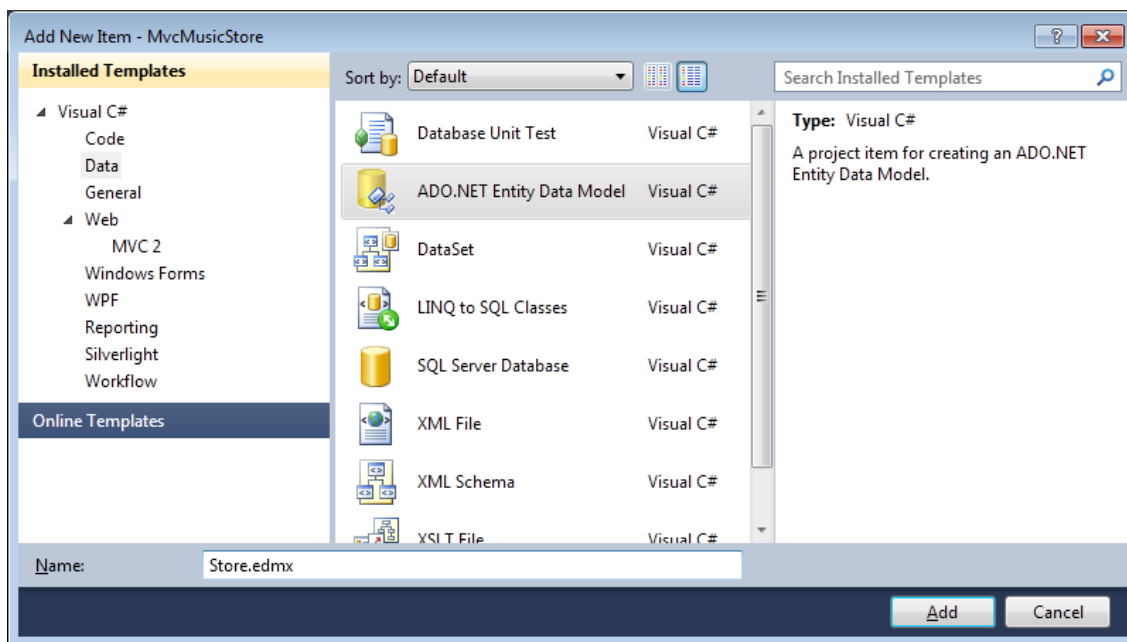 Add New Item - MvcMusicStore
Installed Templates
Visual C#
Code
Data
General
Web
MVC 2
Windows Forms
WPF
Reporting
Silverlight
Workflow
Online Templates
Sort by: Default
Database Unit Test Visual C#
ADO.NET Entity Data Model Visual C#
DataSet Visual C#
LINQ to SQL Classes Visual C#
SQL Server Database Visual C#
XML File Visual C#
XML Schema Visual C#
XSLT File Visual C#
Search Installed Templates
Type: Visual C#
A project item for creating an ADO.NET
Entity Data Model.
Name: Store.edmx
Add Cancel